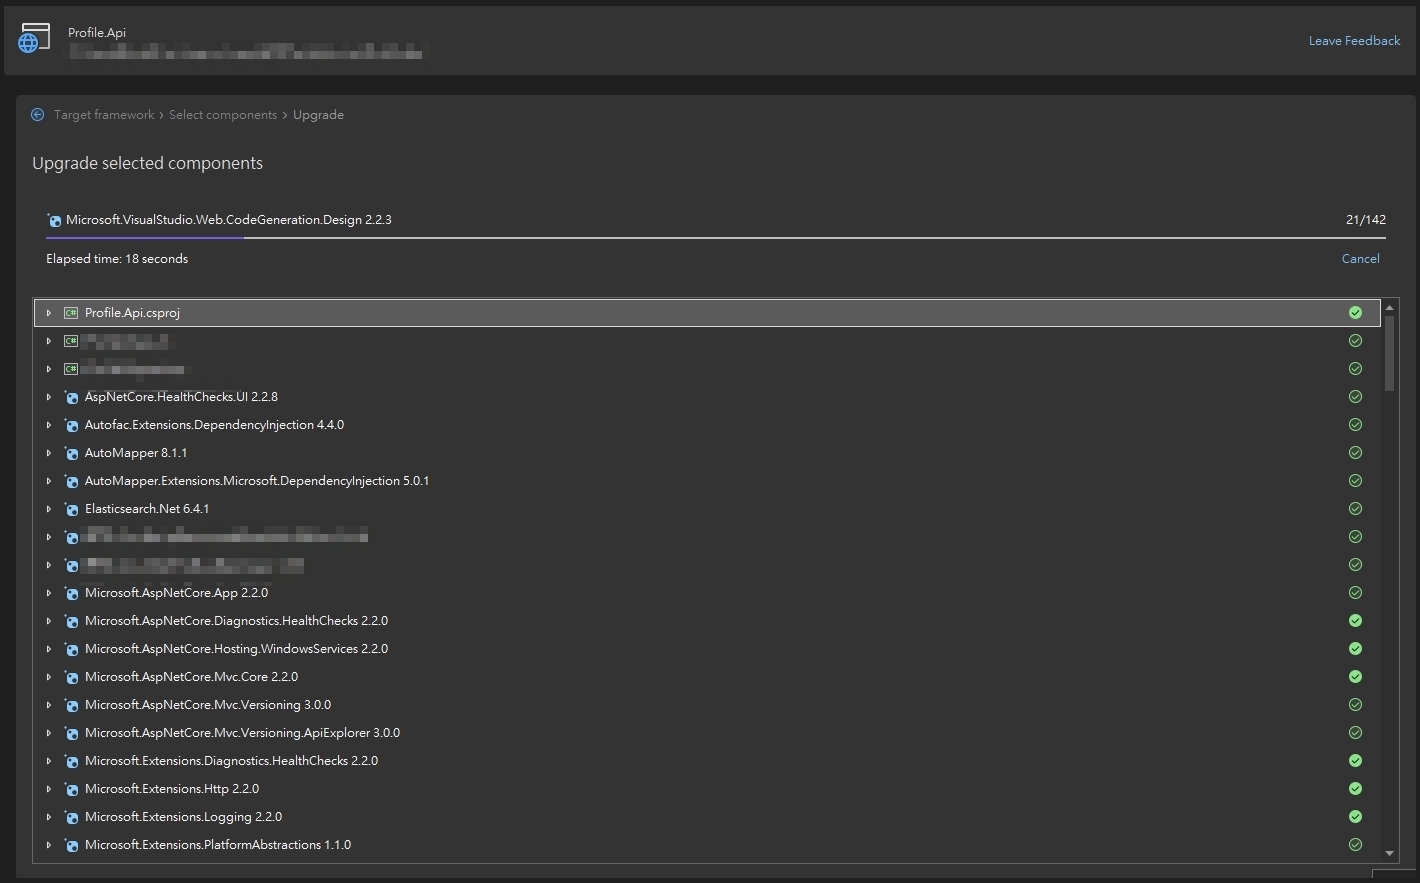 Profile.Api
Leave Feedback
Target framework › Select components › Upgrade
Upgrade selected components
Microsoft.VisualStudio.Web.CodeGeneration.Design 2.2.3 21/142
Elapsed time: 18 seconds Cancel
C# Profile.Api.csproj
C#
C#
AspNetCore.HealthChecks.UI 2.2.8
Autofac.Extensions.DependencyInjection 4.4.0
AutoMapper 8.1.1
AutoMapper.Extensions.Microsoft.DependencyInjection 5.0.1
Elasticsearch.Net 6.4.1
Microsoft.AspNetCore.App 2.2.0
Microsoft.AspNetCore.Diagnostics.HealthChecks 2.2.0
Microsoft.AspNetCore.Hosting.WindowsServices 2.2.0
Microsoft.AspNetCore.Mvc.Core 2.2.0
Microsoft.AspNetCore.Mvc.Versioning 3.0.0
Microsoft.AspNetCore.Mvc.Versioning.ApiExplorer 3.0.0
Microsoft.Extensions.Diagnostics.HealthChecks 2.2.0
Microsoft.Extensions.Http 2.2.0
Microsoft.Extensions.Logging 2.2.0
Microsoft.Extensions.PlatformAbstractions 1.1.0